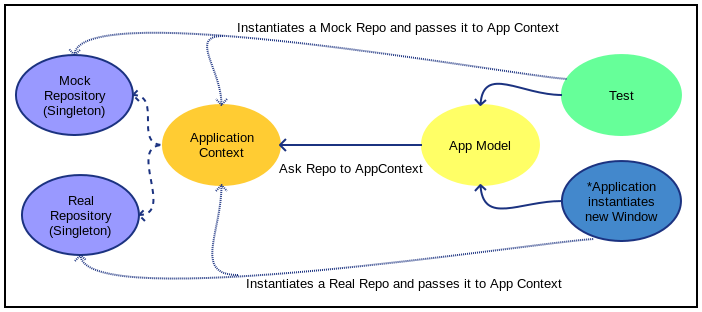 Instantiates a Mock Repo and passes it to App Context
Mock
Repository
(Singleton)
Test
Application
Context
App Model
Ask Repo to AppContext
Real
Repository
(Singleton)
*Application
instantiates
new Window
Instantiates a Real Repo and passes it to App Context